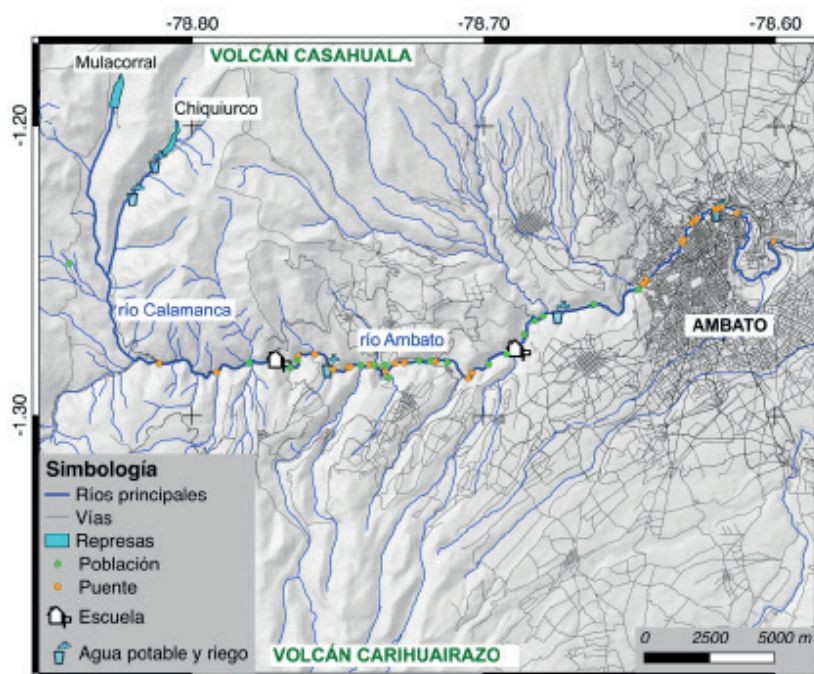 -78.80 -78.70 -78.60
VOLCÁN CASAHUALA
Mulacorral
Chiquiurco
-1.20
río Calamanca
río Ambato
AMBATO
-1.30
Simbología
Ríos principales
Vías
Represas
Población
Puente
Escuela
Agua potable y riego
VOLCÁN CARIHUAIRAZO
0 2500 5000 m